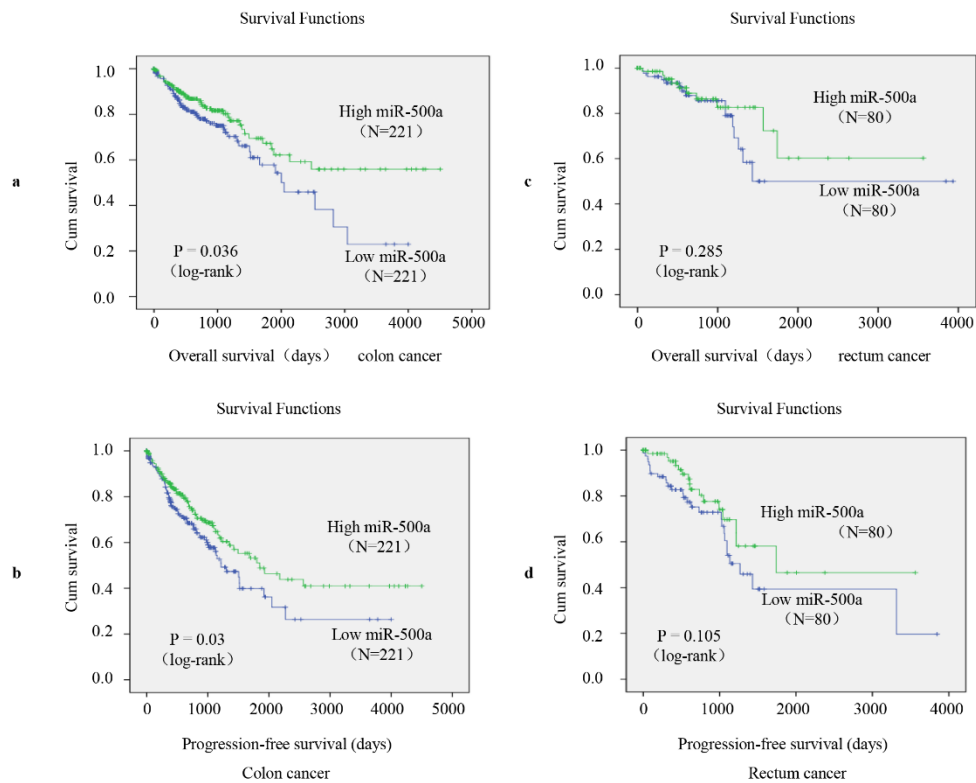 Survival Functions
a
Cum survival
1.0
0.8
0.6
0.4
0.2
0.0
High miR-500a
（N=221）
Low miR-500a
（N=221）
P = 0.036
(log-rank）
0 1000 2000 3000 4000 5000
Overall survival（days） colon cancer
Survival Functions
c
Cum survival
1.0
0.8
0.6
0.4
0.2
0.0
High miR-500a
（N=80）
Low miR-500a
（N=80）
P = 0.285
(log-rank）
0 1000 2000 3000 4000
Overall survival（days） rectum cancer
Survival Functions
b
Cum survival
1.0
0.8
0.6
0.4
0.2
0.0
High miR-500a
（N=221）
Low miR-500a
（N=221）
P = 0.03
(log-rank）
0 1000 2000 3000 4000 5000
Progression-free survival (days)
Colon cancer
Survival Functions
d
Cum survival
1.0
0.8
0.6
0.4
0.2
0.0
High miR-500a
（N=80）
Low miR-500a
（N=80）
P = 0.105
(log-rank）
0 1000 2000 3000 4000
Progression-free survival (days)
Rectum cancer